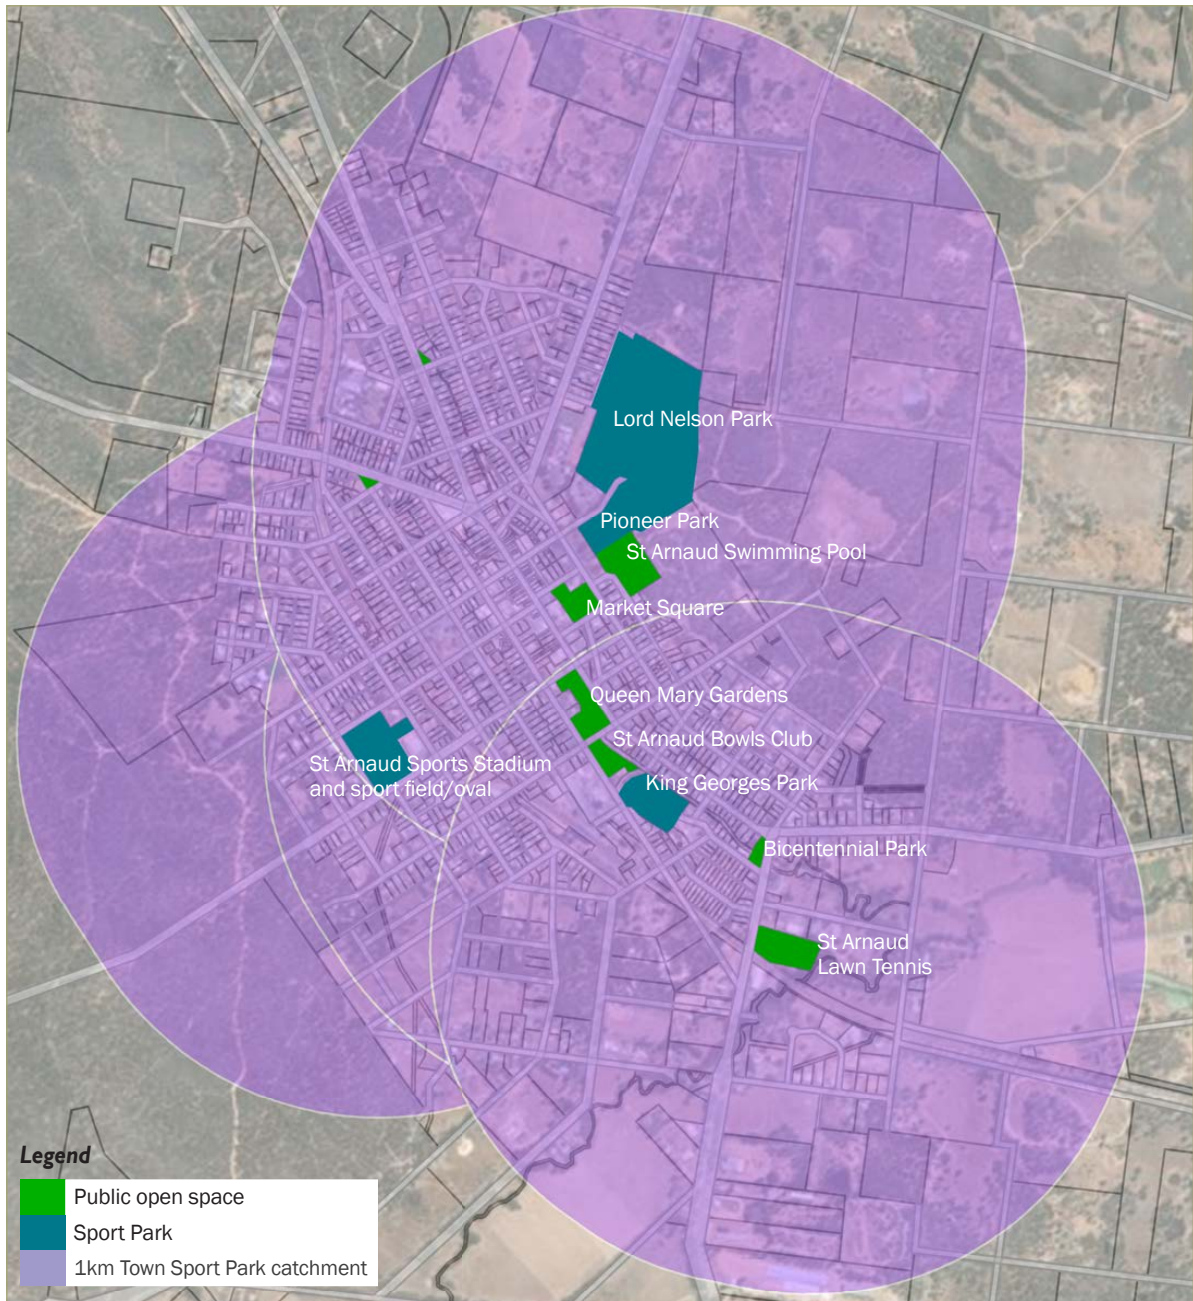 Lord Nelson Park
Pioneer Park
St Arnaud Swimming Pool
Market Square
Queen Mary Gardens
St Arnaud Bowls Club
St Arnaud Sports Stadium
and sport field/oval
King Georges Park
Bicentennial Park
St Arnaud
Lawn Tennis
Legend
Public open space
Sport Park
1km Town Sport Park catchment